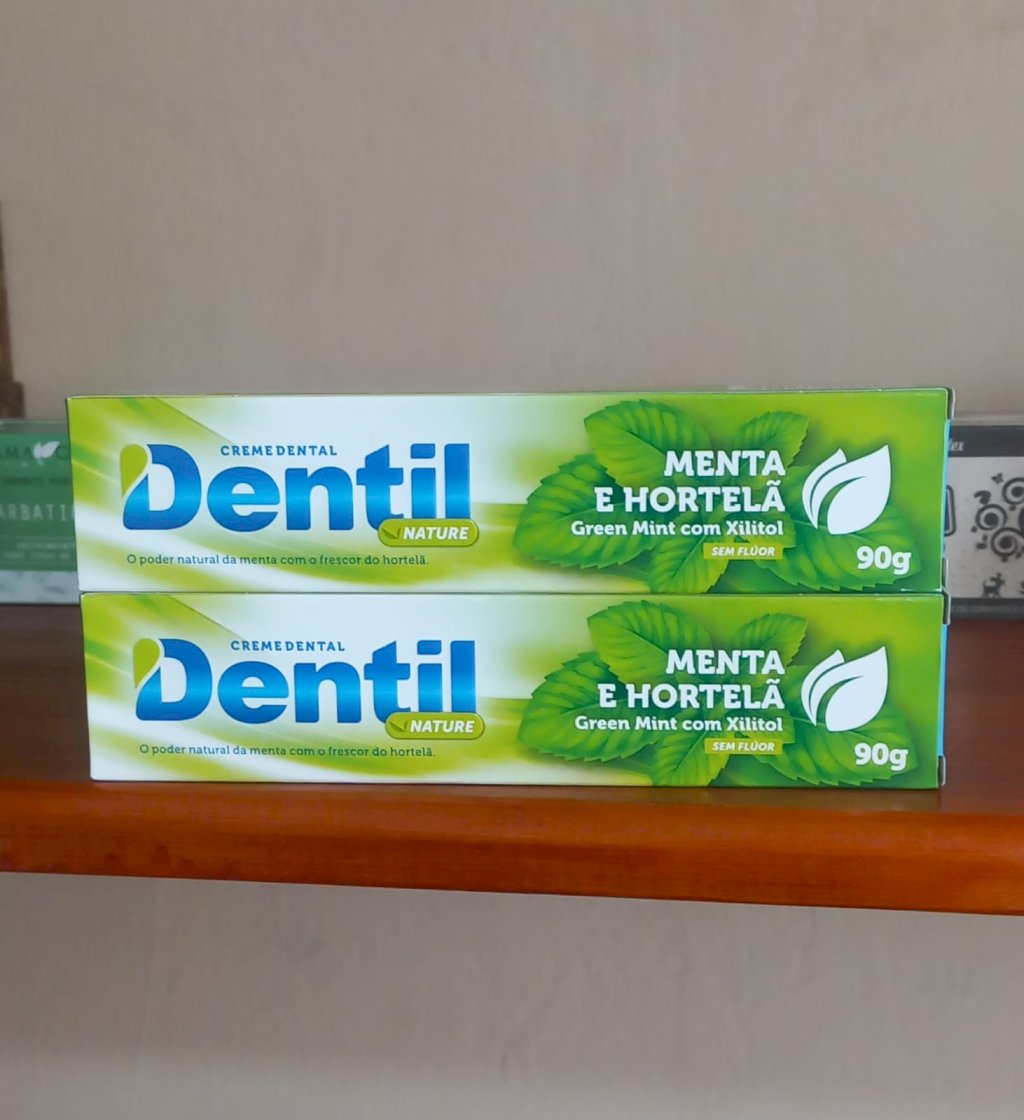 CREME DENTAL
Dentil
NATURE
O poder natural da menta com o frescor do hortelã.
MENTA
E HORTELÃ
Green Mint com Xilitol
SEM FLÚOR
90g
CREME DENTAL
Dentil
NATURE
O poder natural da menta com o frescor do hortelã.
MENTA
E HORTELÃ
Green Mint com Xilitol
SEM FLÚOR
90g